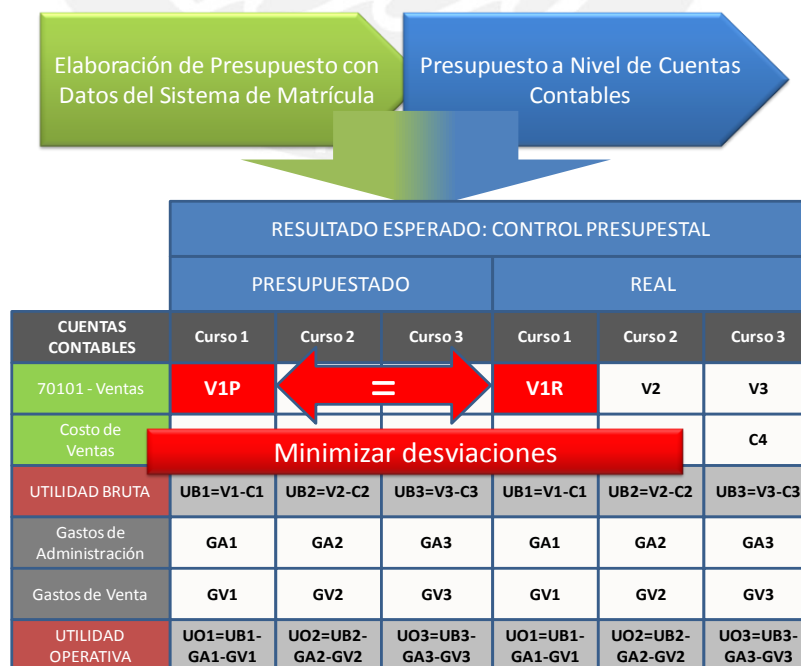 Elaboración de Presupuesto con
Datos del Sistema de Matrícula
Presupuesto a Nivel de Cuentas
Contables
RESULTADO ESPERADO: CONTROL PRESUPESTAL
PRESUPUESTADO REAL
CUENTAS
CONTABLES
Curso 1 Curso 2 Curso 3 Curso 1 Curso 2 Curso 3
70101 - Ventas V1P = V1R V2 V3
Costo de
Ventas
C4
Minimizar desviaciones
UTILIDAD BRUTA UB1=V1-C1 UB2=V2-C2 UB3=V3-C3 UB1=V1-C1 UB2=V2-C2 UB3=V3-C3
Gastos de
Administración
GA1 GA2 GA3 GA1 GA2 GA3
Gastos de Venta GV1 GV2 GV3 GV1 GV2 GV3
UTILIDAD
OPERATIVA
UO1=UB1- UO2=UB2- UO3=UB3- UO1=UB1- UO2=UB2- UO3=UB3-
GA1-GV1 GA2-GV2 GA3-GV3 GA1-GV1 GA2-GV2 GA3-GV3